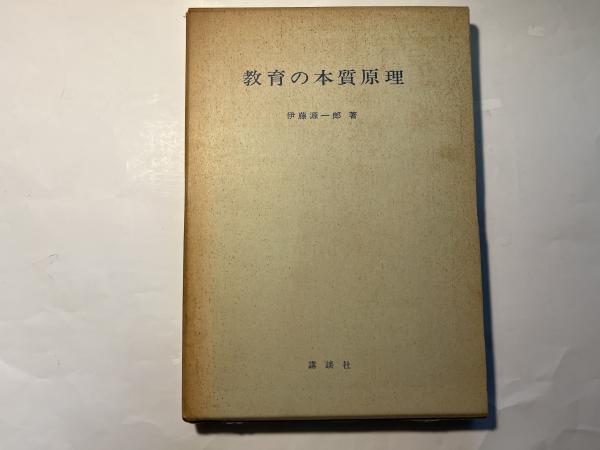 教育の本質原理
伊藤源一郎 著
講談社